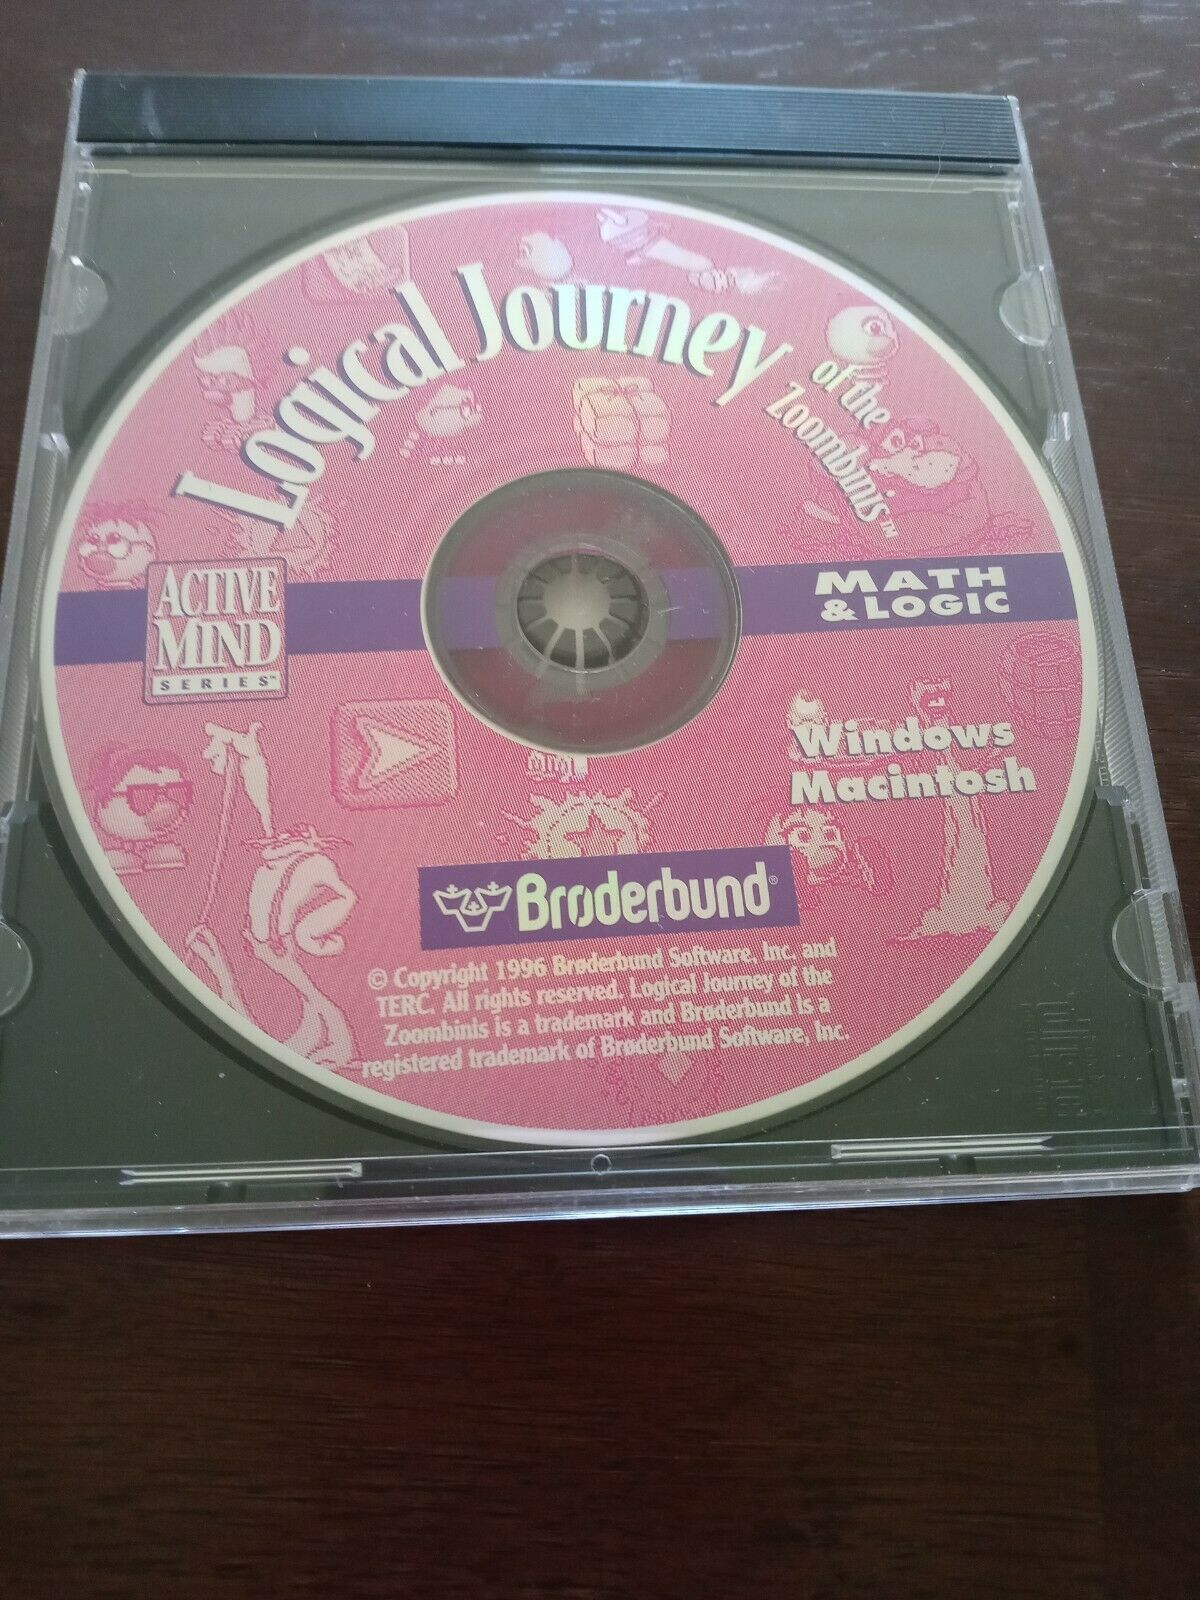 Logical Journey
of the
Zoombinis™
ACTIVE
MIND
SERIES™
MATH
& LOGIC
Windows
Macintosh
Brøderbund®
© Copyright 1996 Brøderbund Software, Inc. and
TERC. All rights reserved. Logical Journey of the
Zoombinis is a trademark and Brøderbund is a
registered trademark of Brøderbund Software, Inc.